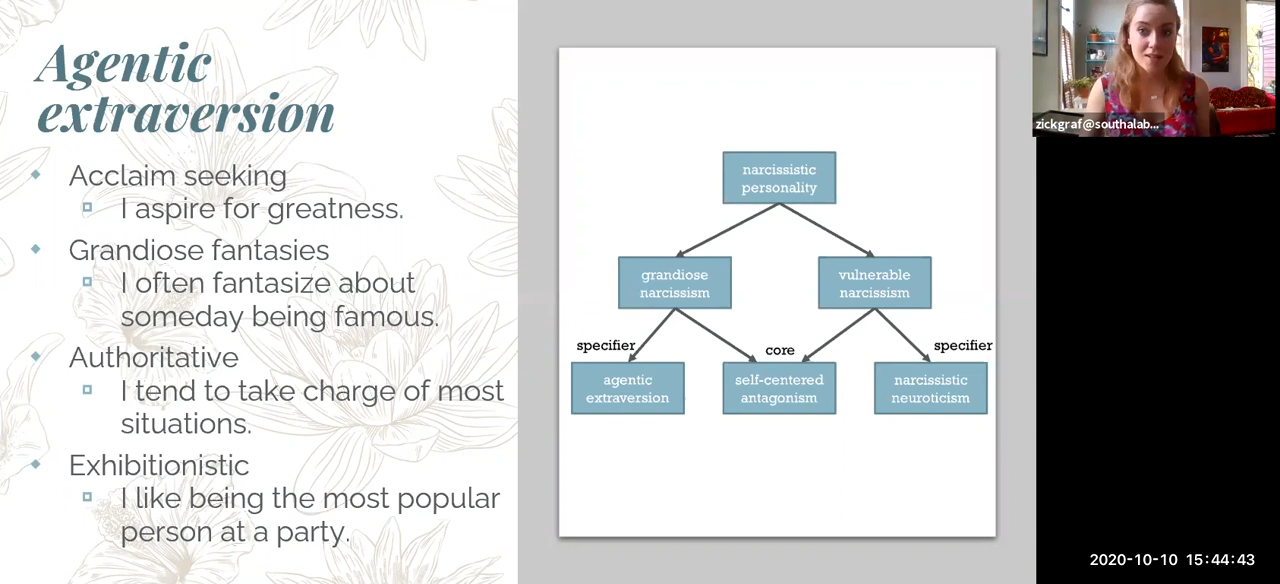 Agentic
extraversion
Acclaim seeking
I aspire for greatness.
Grandiose fantasies
I often fantasize about
someday being famous.
Authoritative
I tend to take charge of most
situations.
Exhibitionistic
I like being the most popular
person at a party.
narcissistic
personality
grandiose
narcissism
vulnerable
narcissism
specifier
core
specifier
agentic
extraversion
self-centered
antagonism
narcissistic
neuroticism
zickgraf@southalab...
2020-10-10 15:44:43